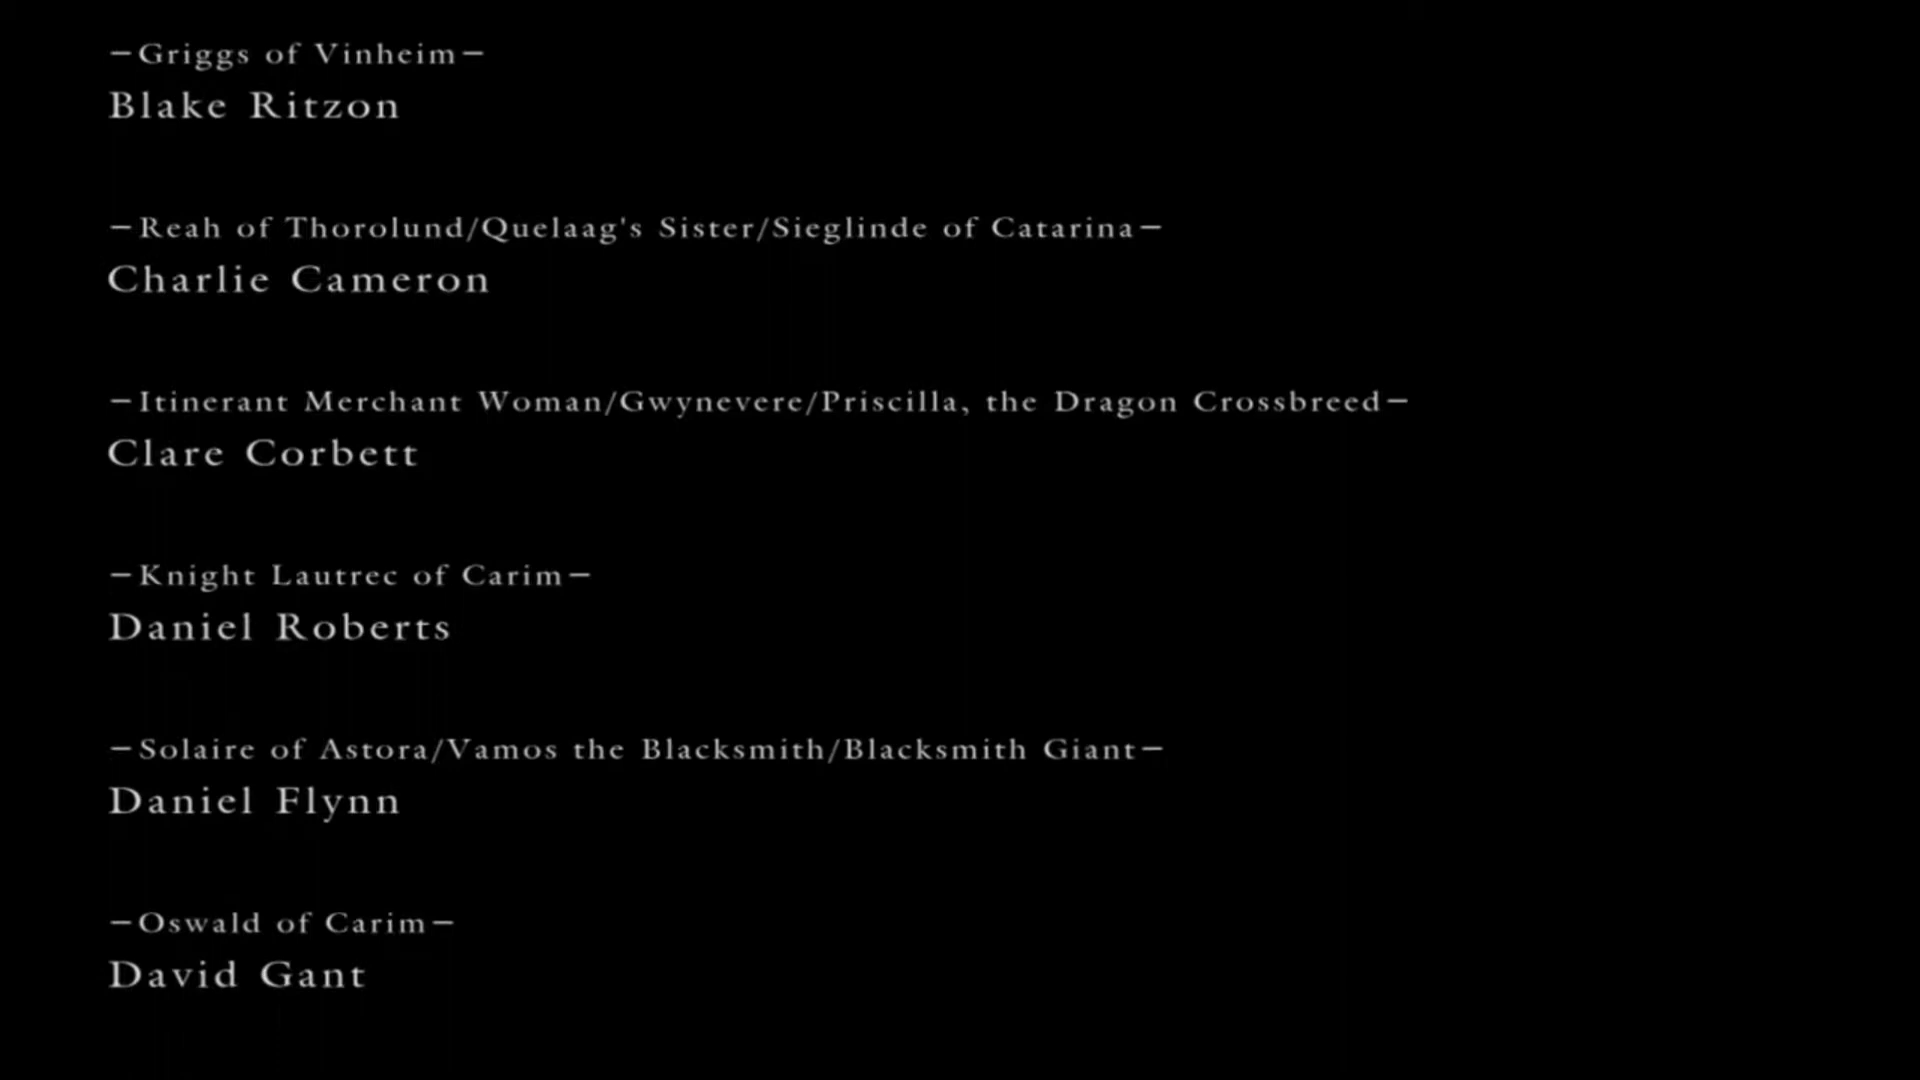 —Griggs of Vinheim—
Blake Ritzon
—Reah of Thorolund/Quelaag's Sister/Sieglinde of Catarina—
Charlie Cameron
—Itinerant Merchant Woman/Gwynevere/Priscilla, the Dragon Crossbreed—
Clare Corbett
—Knight Lautrec of Carim—
Daniel Roberts
—Solaire of Astora/Vamos the Blacksmith/Blacksmith Giant—
Daniel Flynn
—Oswald of Carim—
David Gant